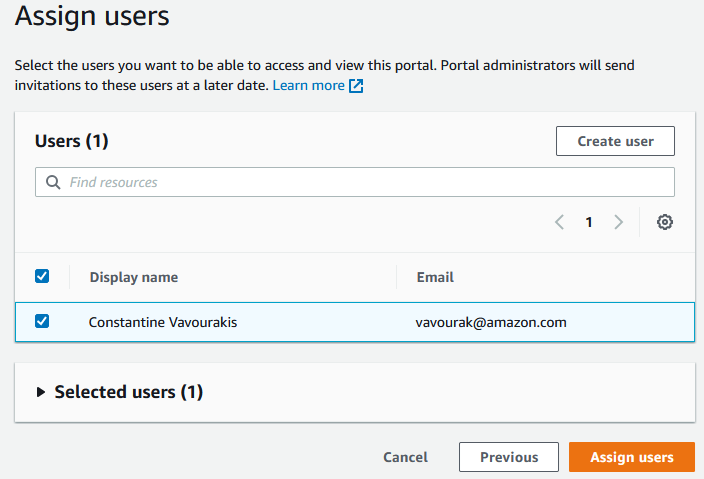 Assign users
Select the users you want to be able to access and view this portal. Portal administrators will send
invitations to these users at a later date. Learn more
Users (1)
Create user
Find resources
1
Display name
Email
Constantine Vavourakis
vavourak@amazon.com
Selected users (1)
Cancel
Previous
Assign users